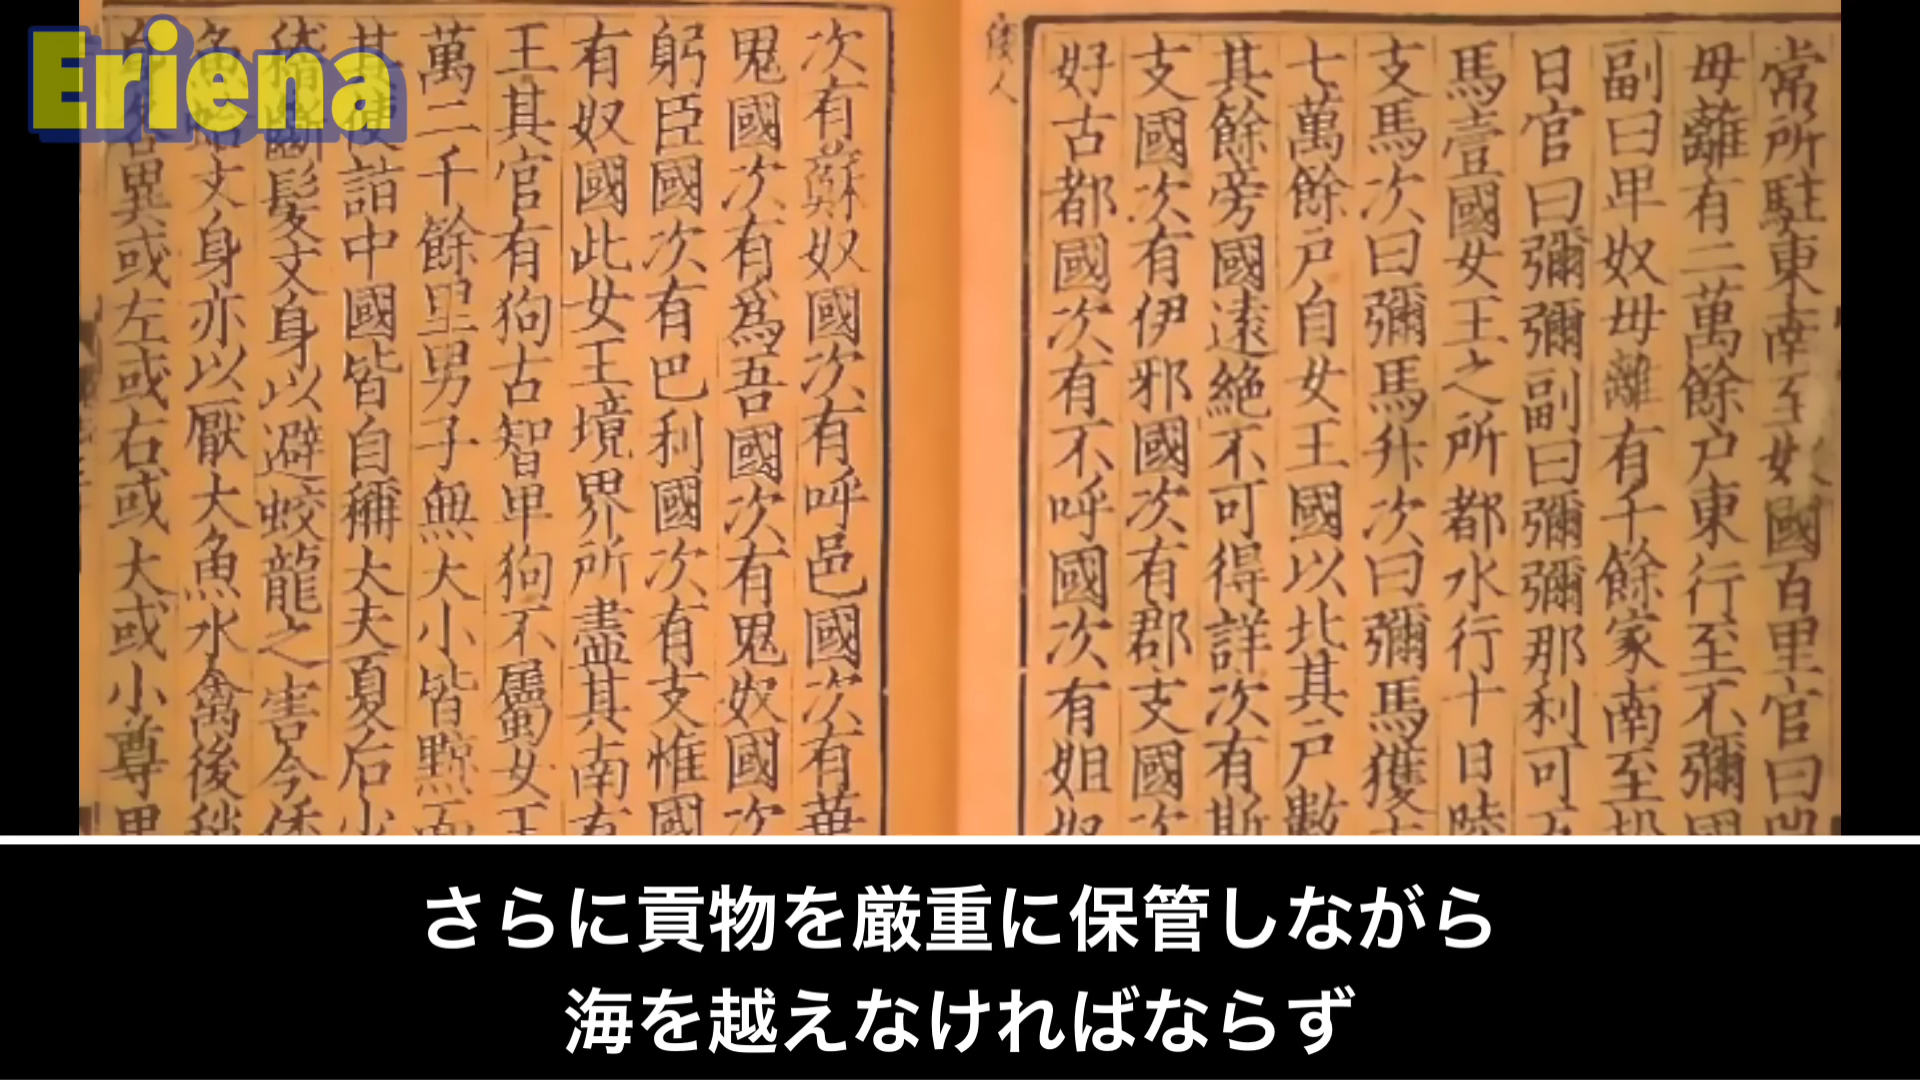 Eriena
常所駐東南至奴國百里官曰
毋離有二萬餘户東行至不彌國
副曰卑奴毋離有千餘家南至投
日官曰彌彌副曰彌彌那利可五
馬壹國女王之所都水行十日陸
支馬次曰彌馬升次曰彌馬獲支
七萬餘户自女王國以北其戸數
其餘旁國遠絶不可得詳次有斯
支國次有伊邪國次有郡支國次
好古都國次有不呼國次有姐奴
倭人
次有蘇奴國次有呼邑國次有華
鬼國次有爲吾國次有鬼奴國次
躬臣國次有巴利國次有支惟國
有奴國此女王境界所盡其南有
王其官有狗古智卑狗不屬女王
萬二千餘里男子無大小皆黥面
其使詣中國皆自稱大夫夏后少
稽斷髮文身以避蛟龍之害今倭
魚蛤文身亦以厭大魚水禽後稍
各異或左或右或大或小尊卑
さらに貢物を厳重に保管しながら
海を越えなければならず